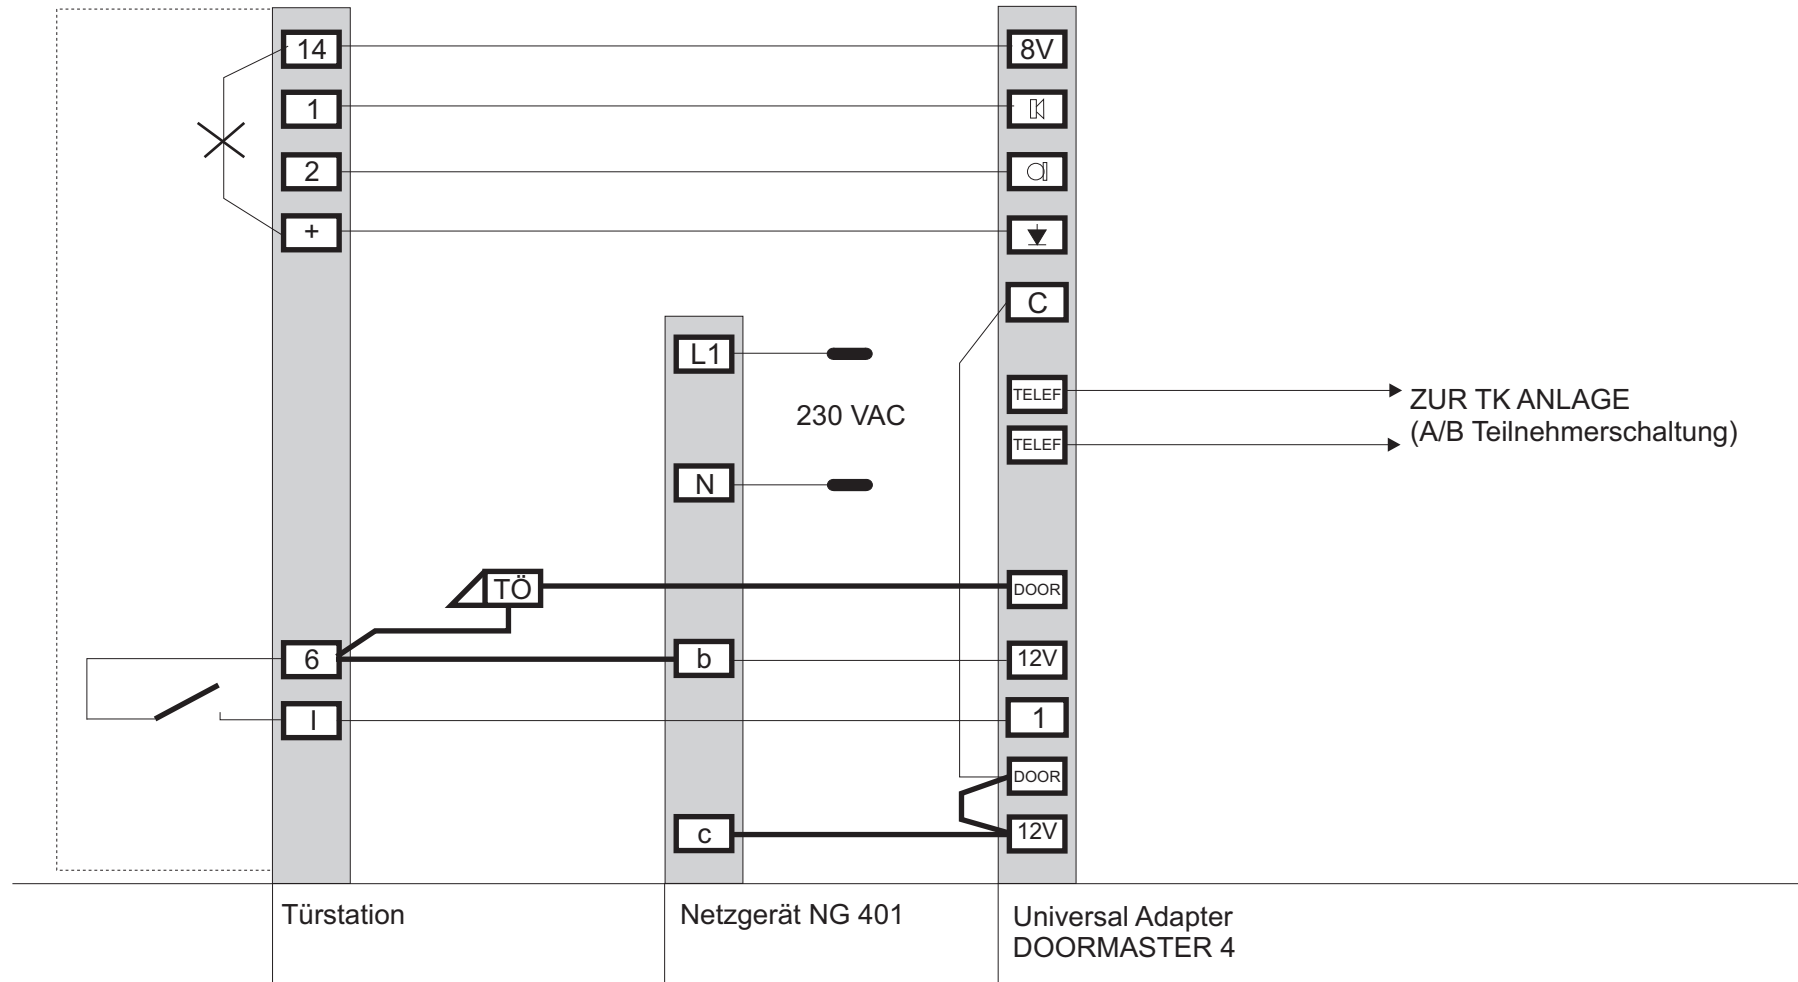 14
8V
1
2
+
C
L1
TELEF
230 VAC
ZUR TK ANLAGE
(A/B Teilnehmerschaltung)
TELEF
N
TÖ
DOOR
6
b
12V
I
1
DOOR
c
12V
Türstation
Netzgerät NG 401
Universal Adapter
DOORMASTER 4